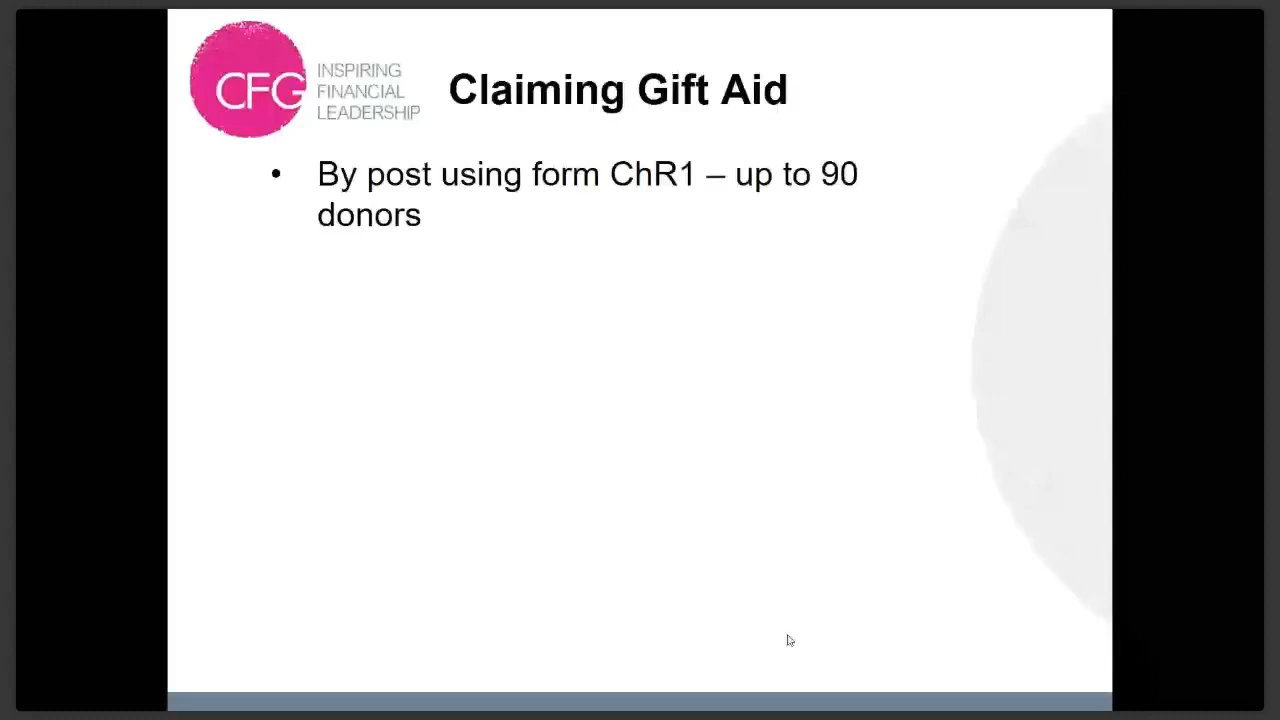 CFG
INSPIRING
FINANCIAL
LEADERSHIP
Claiming Gift Aid
• By post using form ChR1 – up to 90
donors